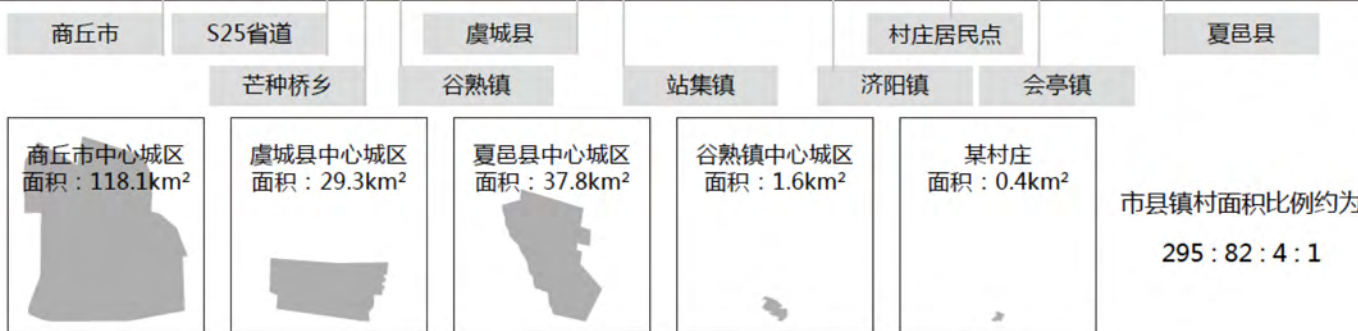 商丘市
S25省道
虞城县
村庄居民点
夏邑县
芒种桥乡
谷熟镇
站集镇
济阳镇
会亭镇
商丘市中心城区
面积：118.1km²
虞城县中心城区
面积：29.3km²
夏邑县中心城区
面积：37.8km²
谷熟镇中心城区
面积：1.6km²
某村庄
面积：0.4km²
市县镇村面积比例约为
295：82：4：1